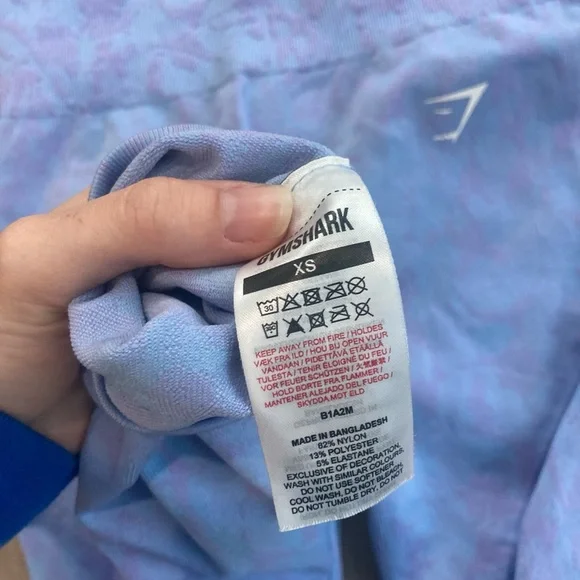 GYMSHARK
XS
30
KEEP AWAY FROM FIRE / HOLDES
VÆK FRA ILD / HOU BIJ OPEN VUUR
VANDAAN / PIDETTÄVÄ ETÄÄLLÄ
TULESTA / TENIR ÉLOIGNÉ DU FEU /
VOR FEUER SCHÜTZEN /
HOLD BORTE FRA FLAMMER /
MANTENER ALEJADO DEL FUEGO /
SKYDDA MOT ELD
B1A2M
MADE IN BANGLADESH
82% NYLON
13% POLYESTER
5% ELASTANE
EXCLUSIVE OF DECORATION
WASH WITH SIMILAR COLOURS.
DO NOT USE SOFTENER.
COOL WASH. DO NOT BLEACH.
DO NOT TUMBLE DRY. DO NOT